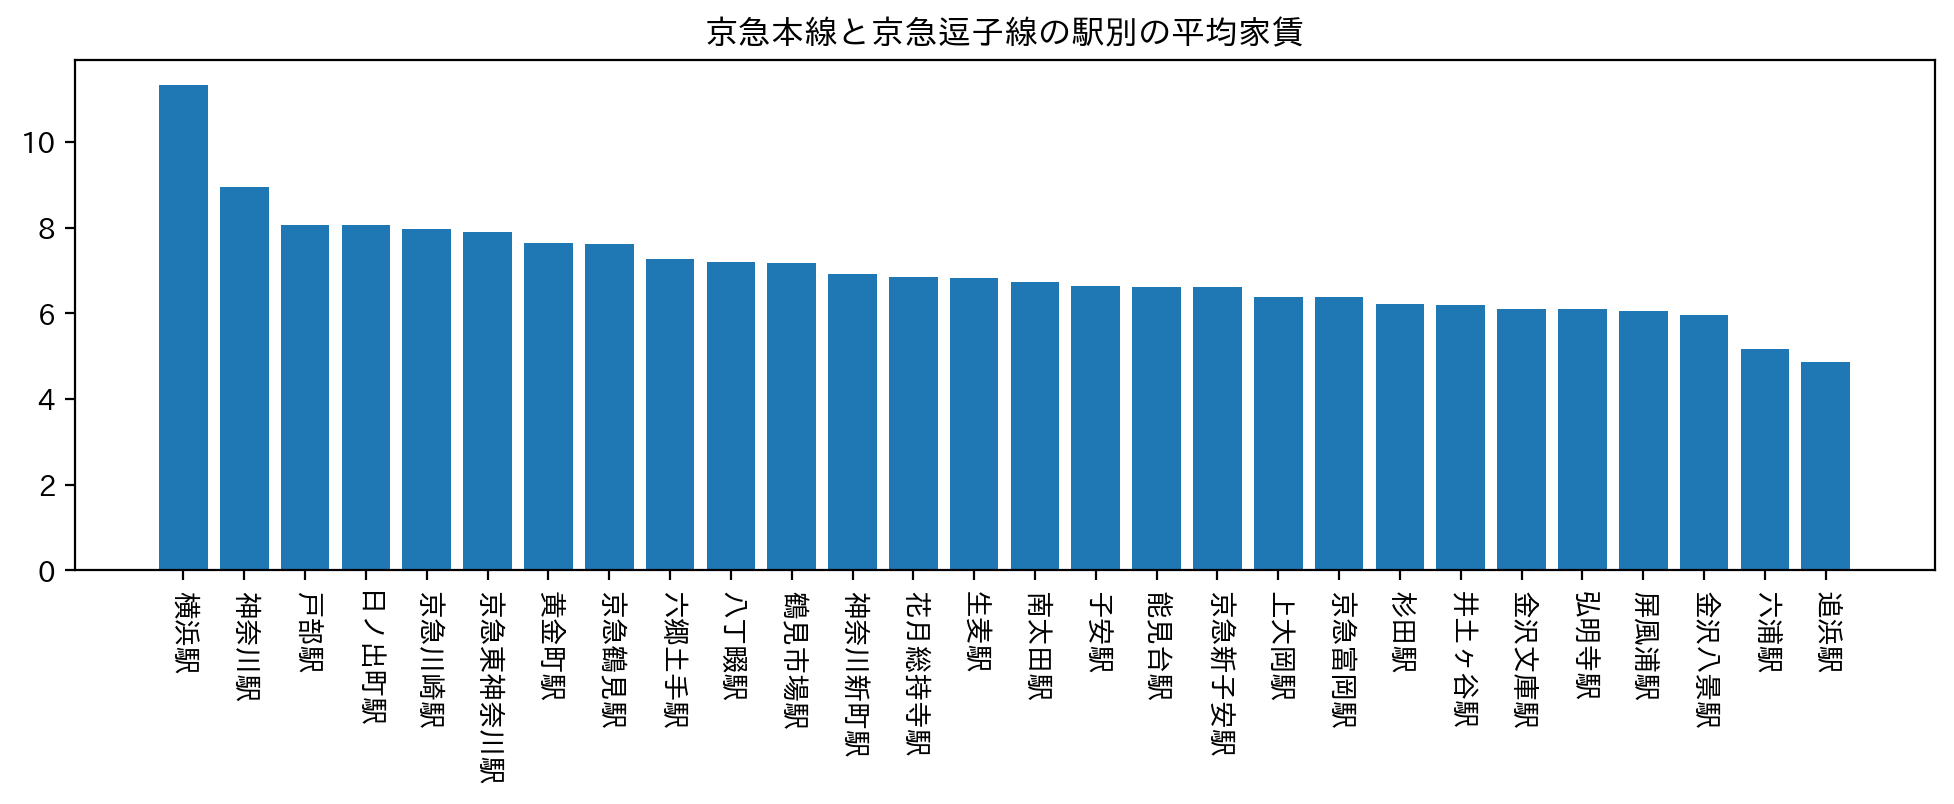 京急本線と京急逗子線の駅別の平均家賃
10
8
6
4
2
0
横浜駅
神奈川駅
戸部駅
日ノ出町駅
京急川崎駅
京急東神奈川駅
黄金町駅
京急鶴見駅
六郷土手駅
八丁畷駅
鶴見市場駅
神奈川新町駅
花月総持寺駅
生麦駅
南太田駅
子安駅
能見台駅
京急新子安駅
上大岡駅
京急富岡駅
杉田駅
井土ヶ谷駅
金沢文庫駅
弘明寺駅
屏風浦駅
金沢八景駅
六浦駅
追浜駅